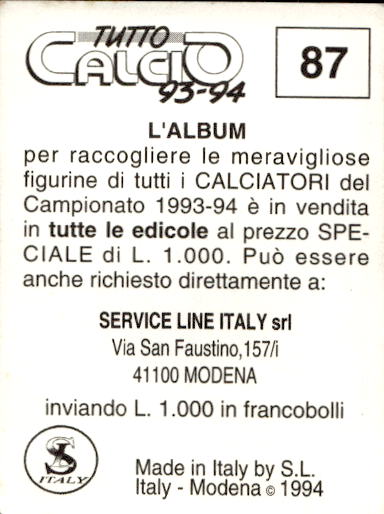 TUTTO
CALCIO
93-94
87
L'ALBUM
per raccogliere le meravigliose
figurine di tutti i CALCIATORI del
Campionato 1993-94 è in vendita
in tutte le edicole al prezzo SPE-
CIALE di L. 1.000. Può essere
anche richiesto direttamente a:
SERVICE LINE ITALY srl
Via San Faustino,157/i
41100 MODENA
inviando L. 1.000 in francobolli
SL
ITALY
Made in Italy by S.L.
Italy - Modena © 1994